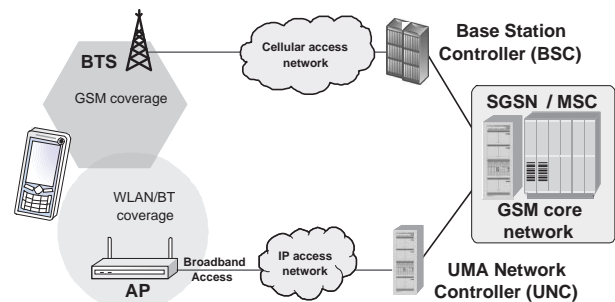 BTS
GSM coverage
Cellular access
network
Base Station
Controller (BSC)
SGSN / MSC
GSM core
network
WLAN/BT
coverage
AP
Broadband
Access
IP access
network
UMA Network
Controller (UNC)